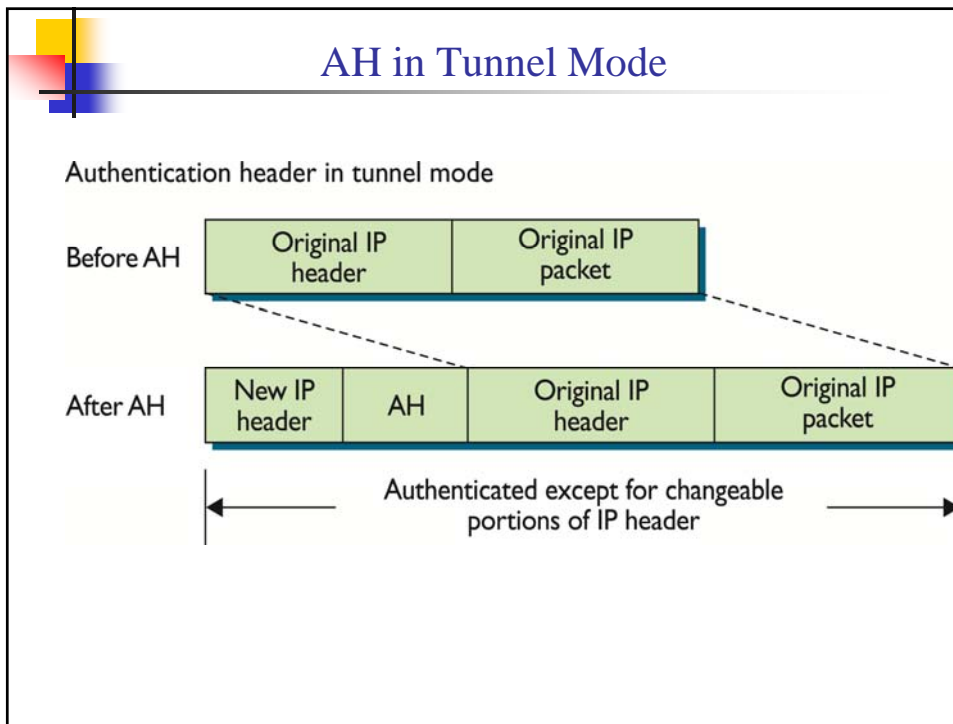 AH in Tunnel Mode
Authentication header in tunnel mode
Before AH
Original IP
header
Original IP
packet
After AH
New IP
header
AH
Original IP
header
Original IP
packet
Authenticated except for changeable
portions of IP header